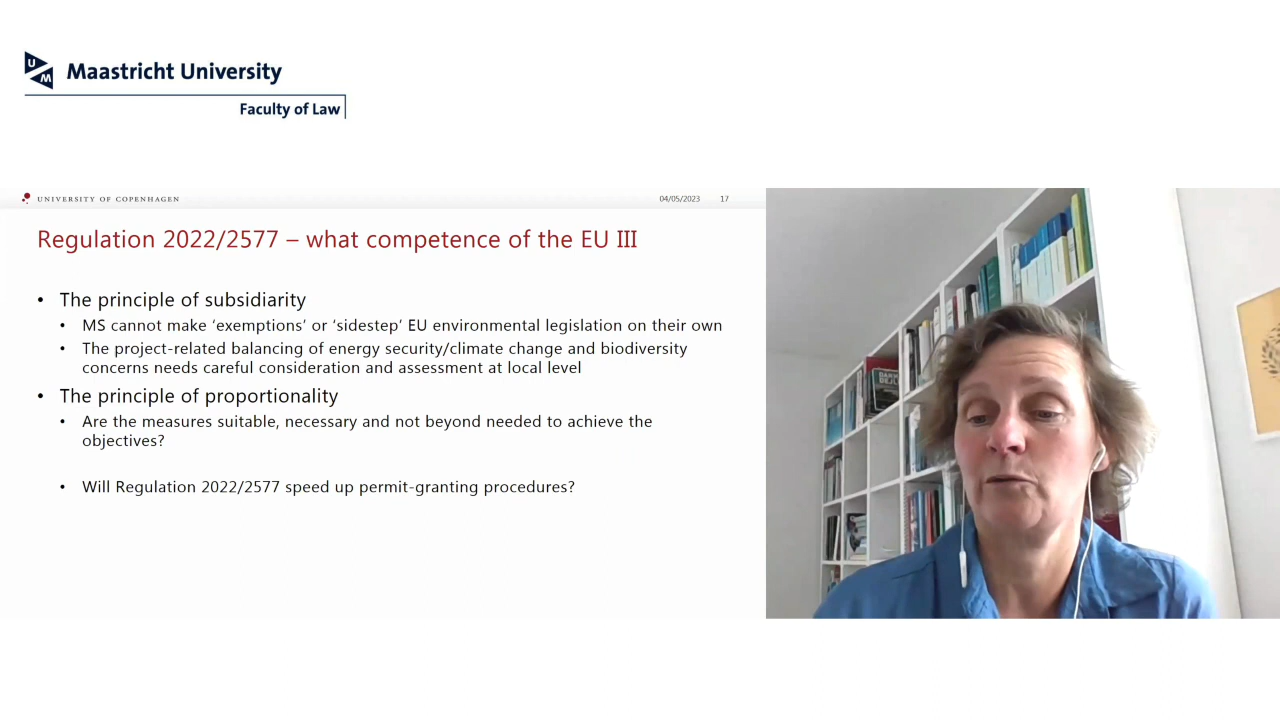 U
M
Maastricht University
Faculty of Law
UNIVERSITY OF COPENHAGEN
04/05/2023 17
Regulation 2022/2577 – what competence of the EU III
• The principle of subsidiarity
• MS cannot make ‘exemptions’ or ‘sidestep’ EU environmental legislation on their own
• The project-related balancing of energy security/climate change and biodiversity
concerns needs careful consideration and assessment at local level
• The principle of proportionality
• Are the measures suitable, necessary and not beyond needed to achieve the
objectives?
• Will Regulation 2022/2577 speed up permit-granting procedures?